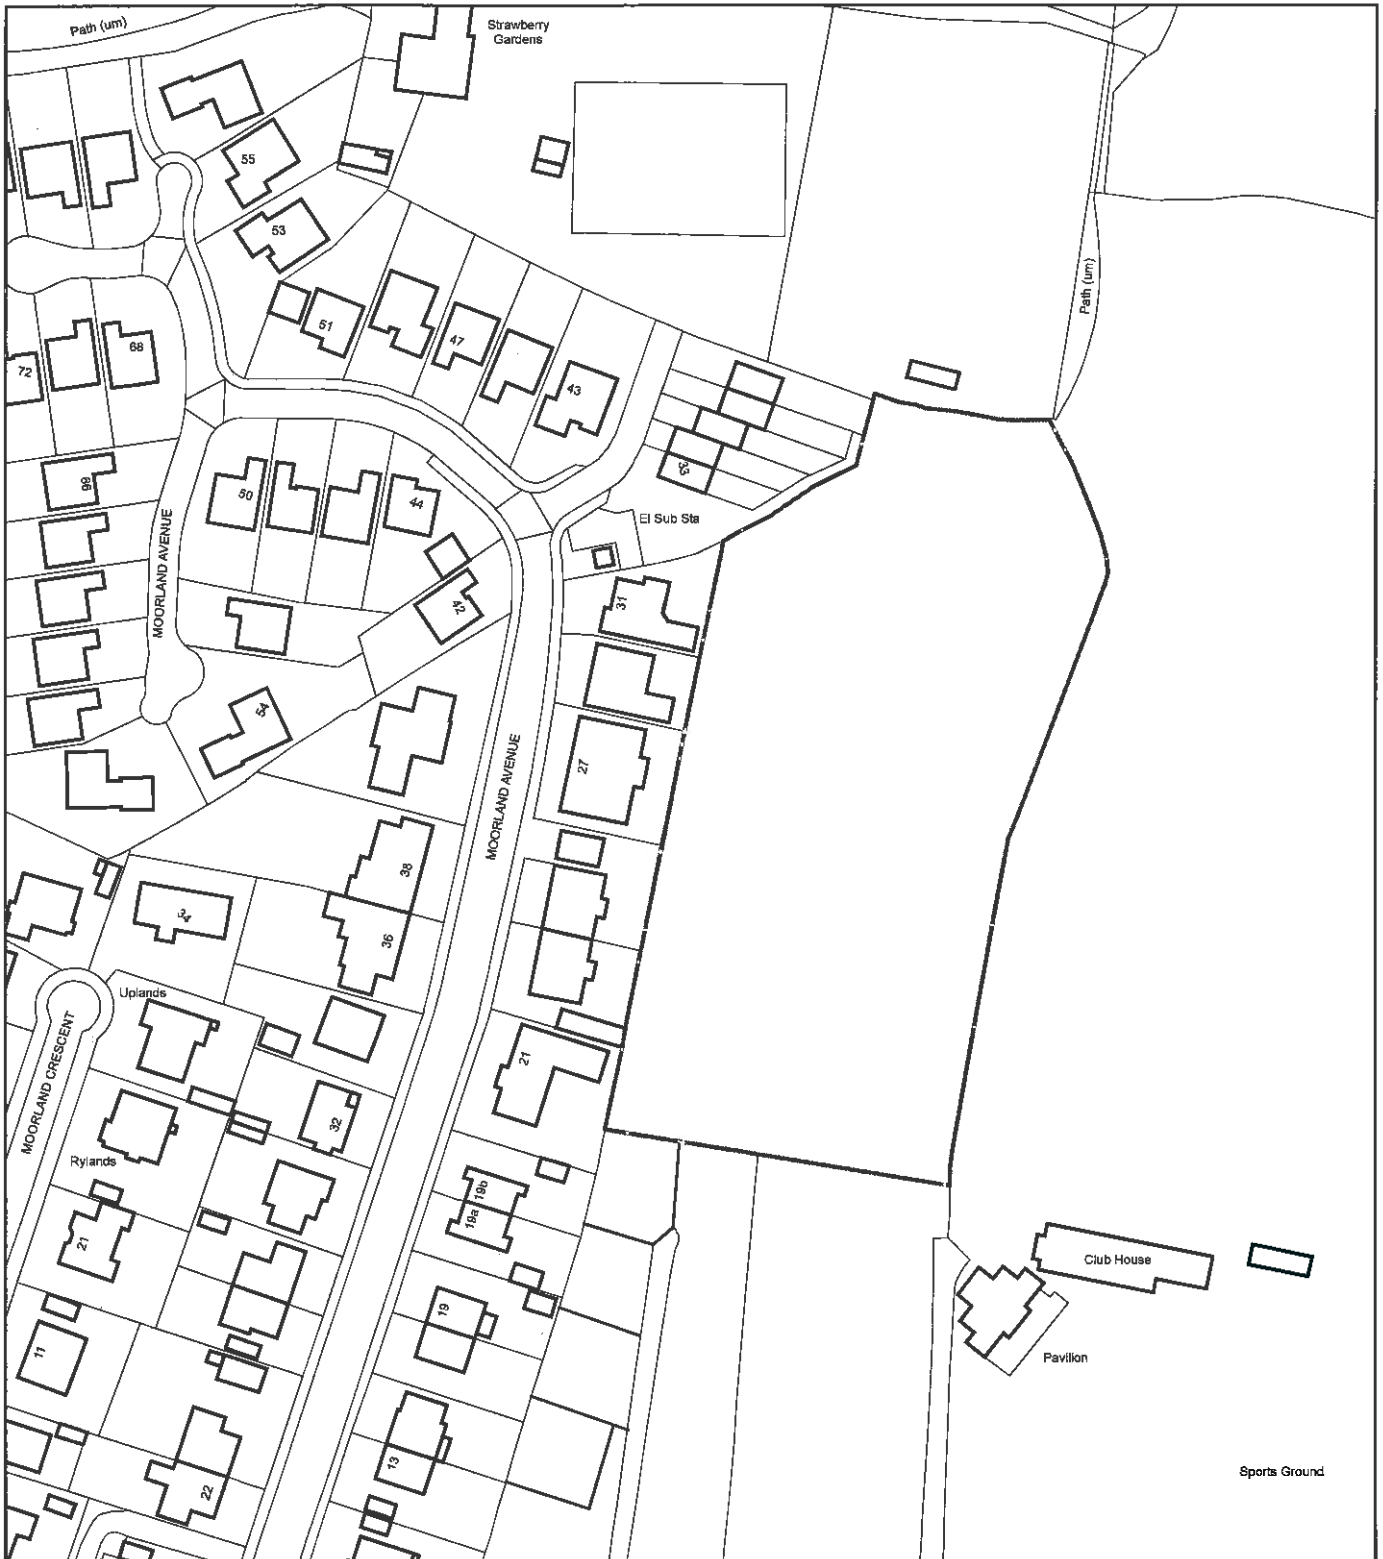 Path (um)
Strawberry
Gardens
55
53
Path (um)
51
47
68
72
43
33
66
50
44
El Sub Sta
MOORLAND AVENUE
42
31
54
27
MOORLAND AVENUE
38
34
36
Uplands
MOORLAND CRESCENT
21
32
Rylands
19b
19a
21
Club House
19
11
Pavilion
13
22
Sports Ground